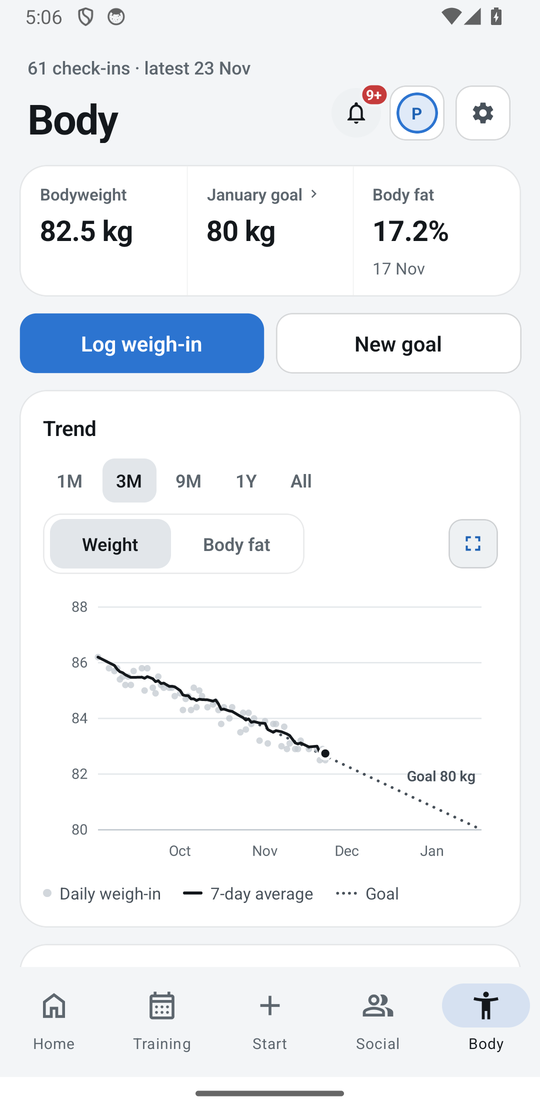 5:06
61 check-ins · latest 23 Nov
Body
9+
P
Bodyweight
82.5 kg
January goal
80 kg
Body fat
17.2%
17 Nov
Log weigh-in
New goal
Trend
1M 3M 9M 1Y All
Weight
Body fat
88
86
84
82
80
Goal 80 kg
Oct Nov Dec Jan
Daily weigh-in 7-day average Goal
Home Training Start Social Body